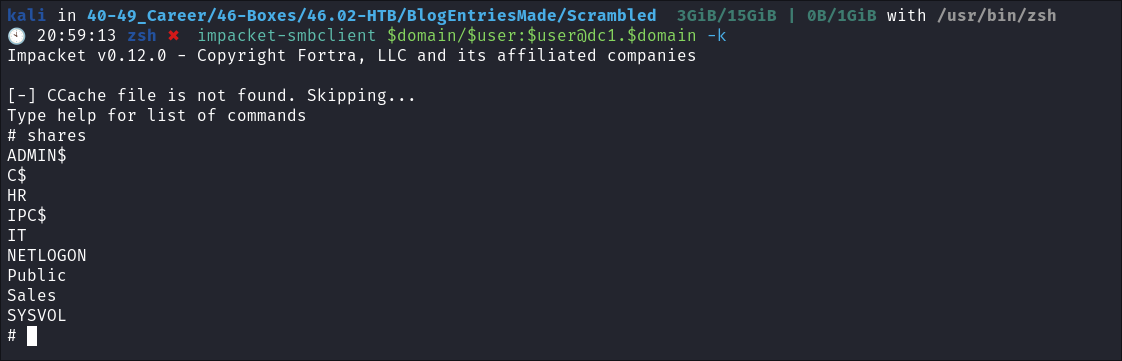 kali in 40-49_Career/46-Boxes/46.02-HTB/BlogEntriesMade/Scrambled 3GiB/15GiB | 0B/1GiB with /usr/bin/zsh
🕙 20:59:13 zsh ✖ impacket-smbclient $domain/$user:$user@dc1.$domain -k
Impacket v0.12.0 - Copyright Fortra, LLC and its affiliated companies
[-] CCache file is not found. Skipping...
Type help for list of commands
# shares
ADMIN$
C$
HR
IPC$
IT
NETLOGON
Public
Sales
SYSVOL
#